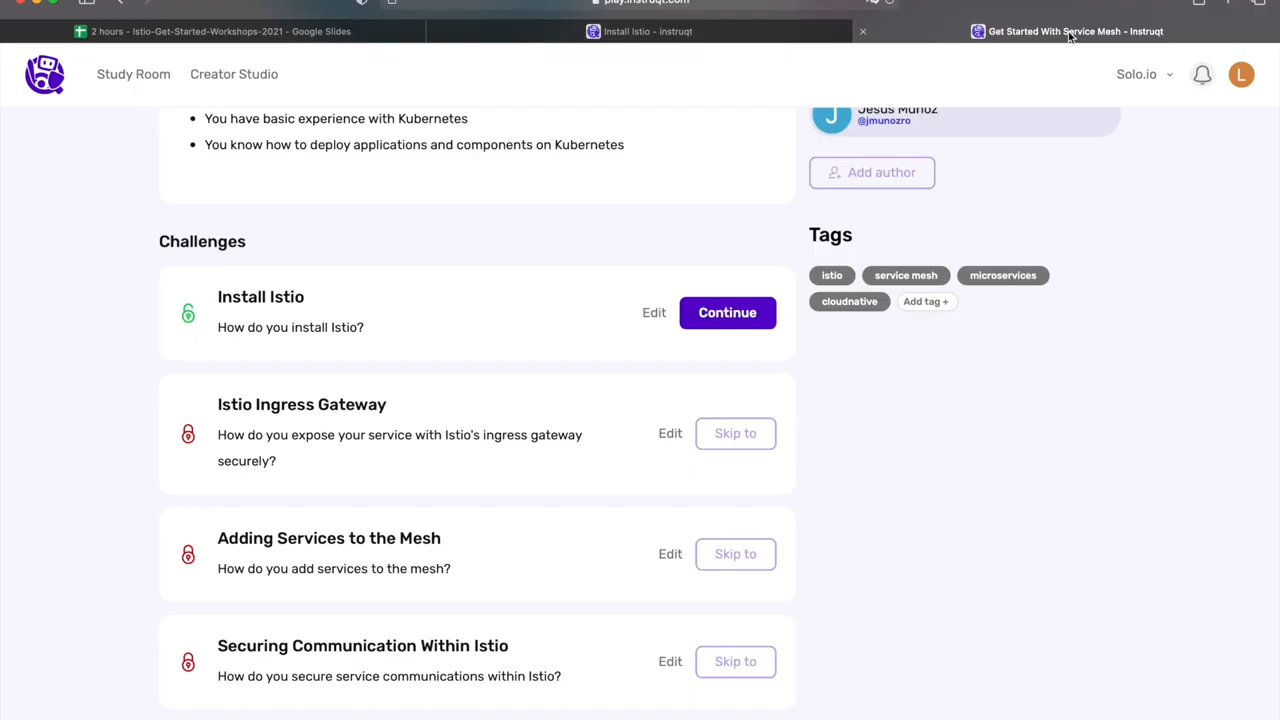 play.instruqt.com
2 hours - Istio-Get-Started-Workshops-2021 - Google Slides
Install Istio - instruqt
Get Started With Service Mesh - Instruqt
Study Room
Creator Studio
Solo.io
L
You have basic experience with Kubernetes
You know how to deploy applications and components on Kubernetes
J
Jesus Munoz
@jmunozro
Add author
Tags
istio
service mesh
microservices
cloudnative
Add tag +
Challenges
Install Istio
How do you install Istio?
Edit
Continue
Istio Ingress Gateway
How do you expose your service with Istio's ingress gateway
securely?
Edit
Skip to
Adding Services to the Mesh
How do you add services to the mesh?
Edit
Skip to
Securing Communication Within Istio
How do you secure service communications within Istio?
Edit
Skip to